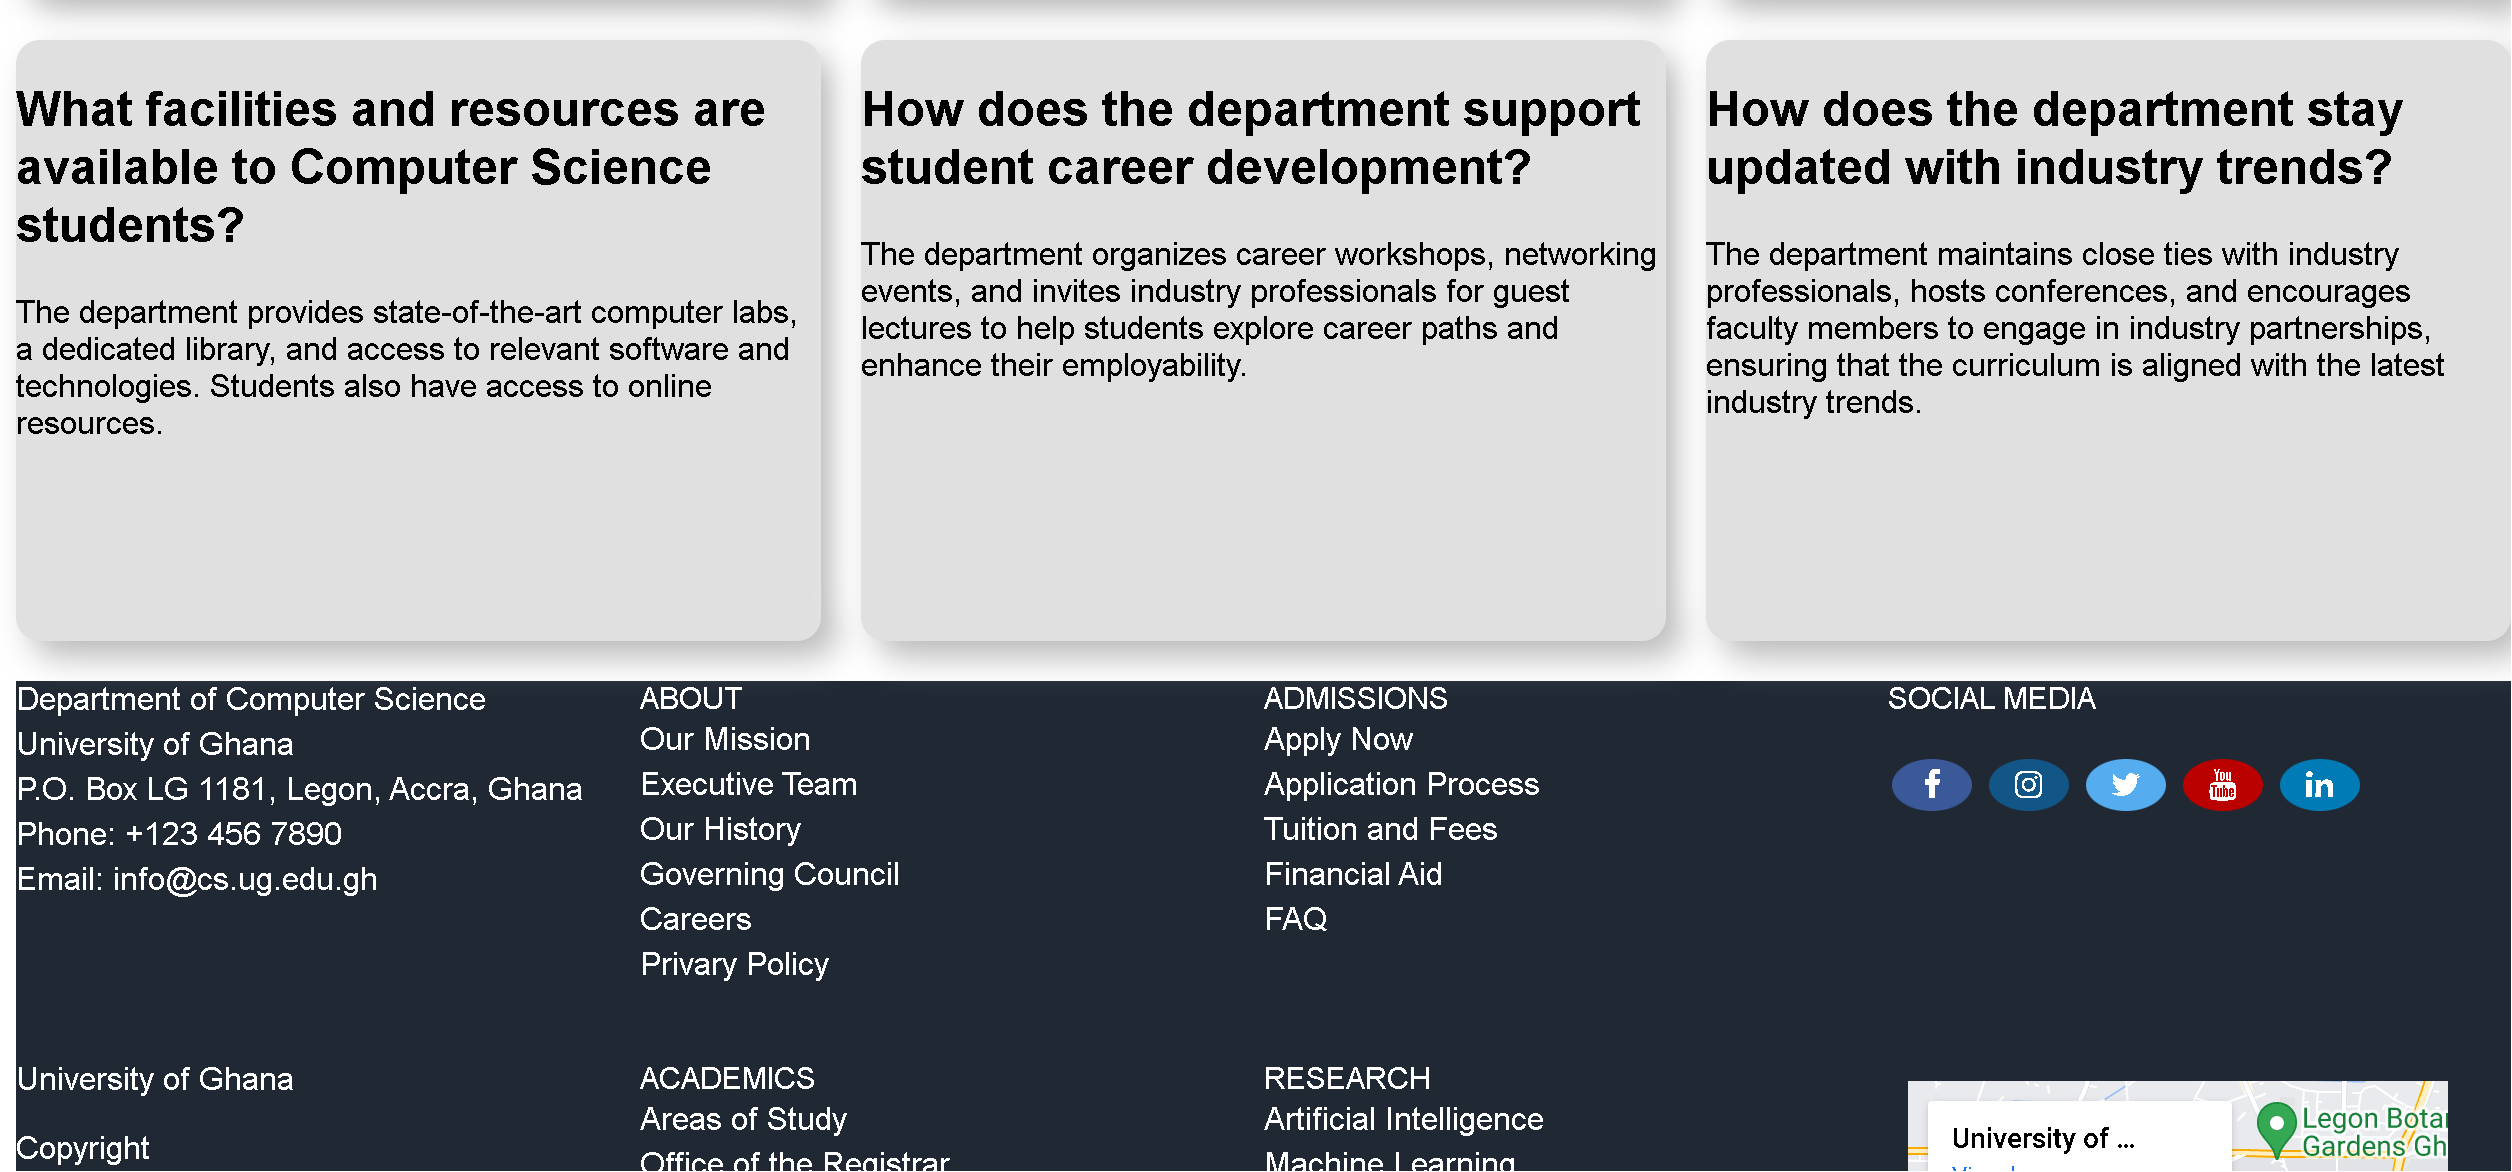 What facilities and resources are
available to Computer Science
students?
The department provides state-of-the-art computer labs,
a dedicated library, and access to relevant software and
technologies. Students also have access to online
resources.
How does the department support
student career development?
The department organizes career workshops, networking
events, and invites industry professionals for guest
lectures to help students explore career paths and
enhance their employability.
How does the department stay
updated with industry trends?
The department maintains close ties with industry
professionals, hosts conferences, and encourages
faculty members to engage in industry partnerships,
ensuring that the curriculum is aligned with the latest
industry trends.
Department of Computer Science
University of Ghana
P.O. Box LG 1181, Legon, Accra, Ghana
Phone: +123 456 7890
Email: info@cs.ug.edu.gh
ABOUT
Our Mission
Executive Team
Our History
Governing Council
Careers
Privary Policy
ADMISSIONS
Apply Now
Application Process
Tuition and Fees
Financial Aid
FAQ
SOCIAL MEDIA
f
You
Tube
in
University of Ghana
Copyright
ACADEMICS
Areas of Study
Office of the Registrar
RESEARCH
Artificial Intelligence
Machine Learning
University of ...
Legon Bota
Gardens Gh